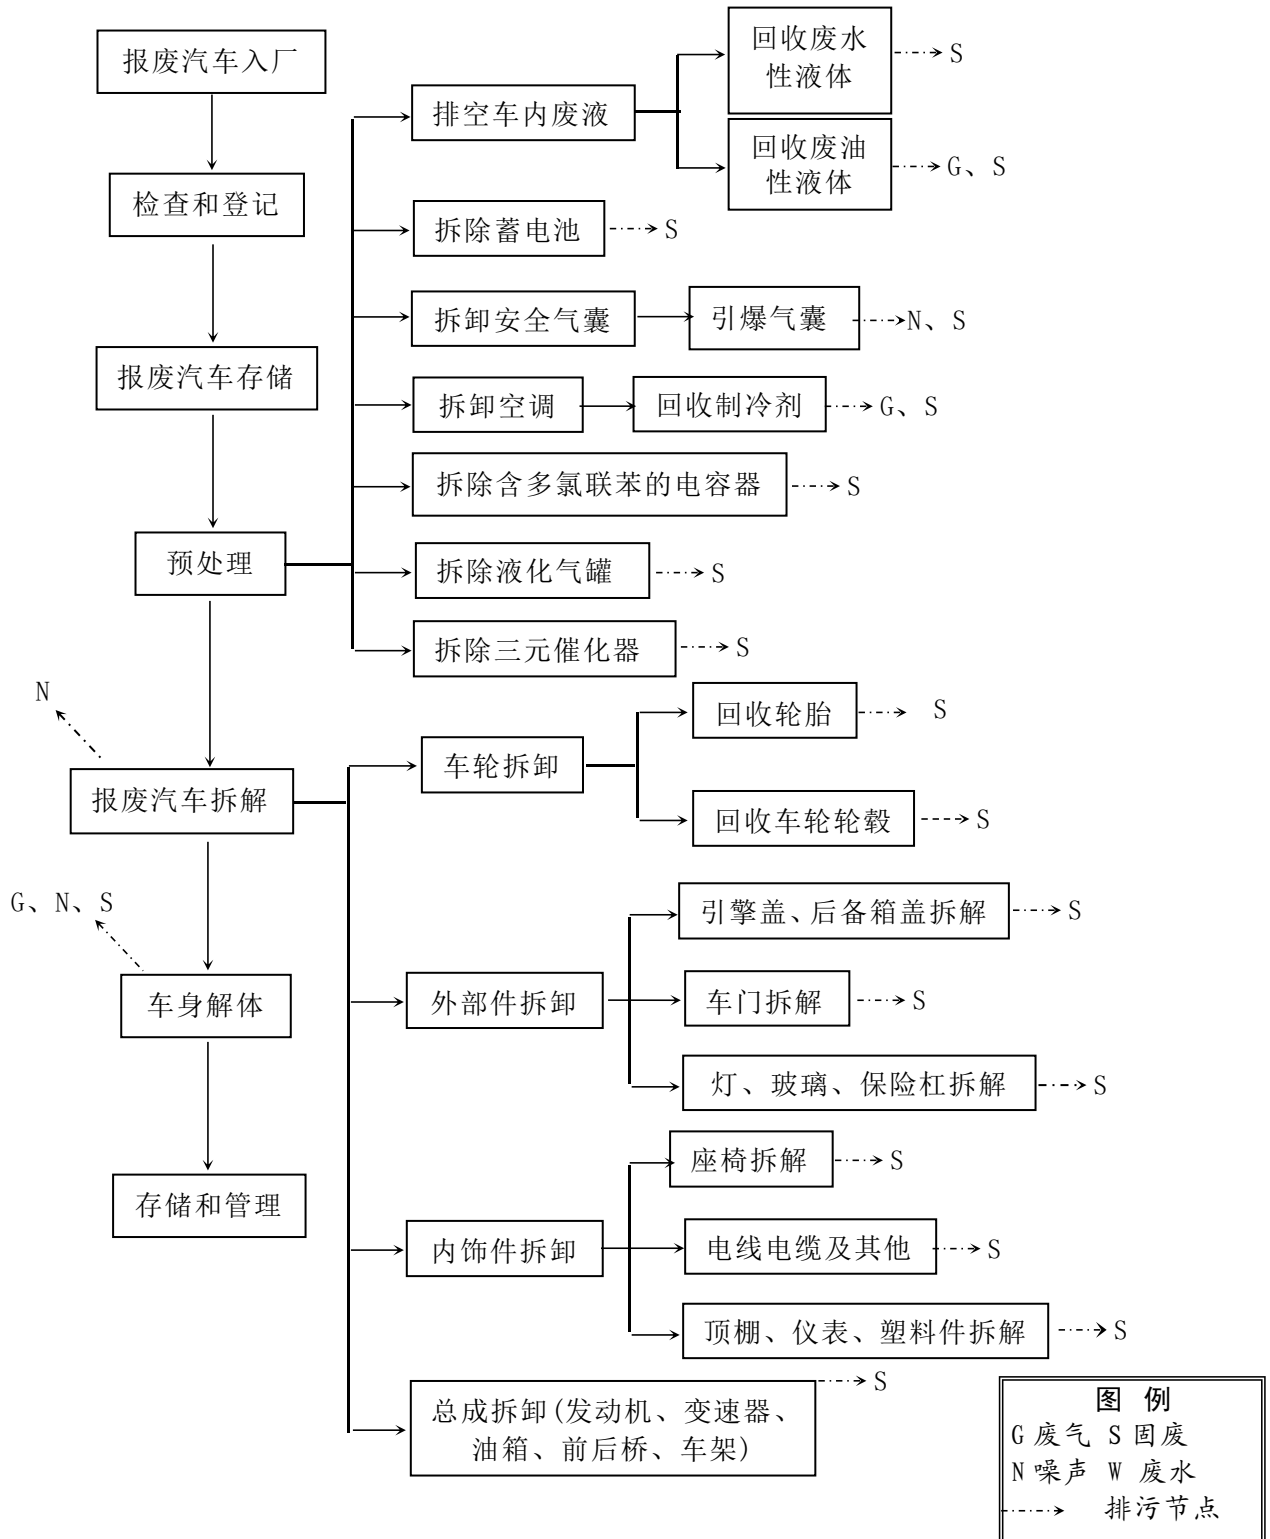 报废汽车入厂
检查和登记
报废汽车存储
预处理
N
报废汽车拆解
G、N、S
车身解体
存储和管理
排空车内废液
回收废水
性液体
S
回收废油
性液体
G、S
拆除蓄电池
S
拆卸安全气囊
引爆气囊
N、S
拆卸空调
回收制冷剂
G、S
拆除含多氯联苯的电容器
S
拆除液化气罐
S
拆除三元催化器
S
车轮拆卸
回收轮胎
S
回收车轮轮毂
S
外部件拆卸
引擎盖、后备箱盖拆解
S
车门拆解
S
灯、玻璃、保险杠拆解
S
内饰件拆卸
座椅拆解
S
电线电缆及其他
S
顶棚、仪表、塑料件拆解
S
总成拆卸(发动机、变速器、
油箱、前后桥、车架)
S
图 例
G 废气 S 固废
N 噪声 W 废水
排污节点